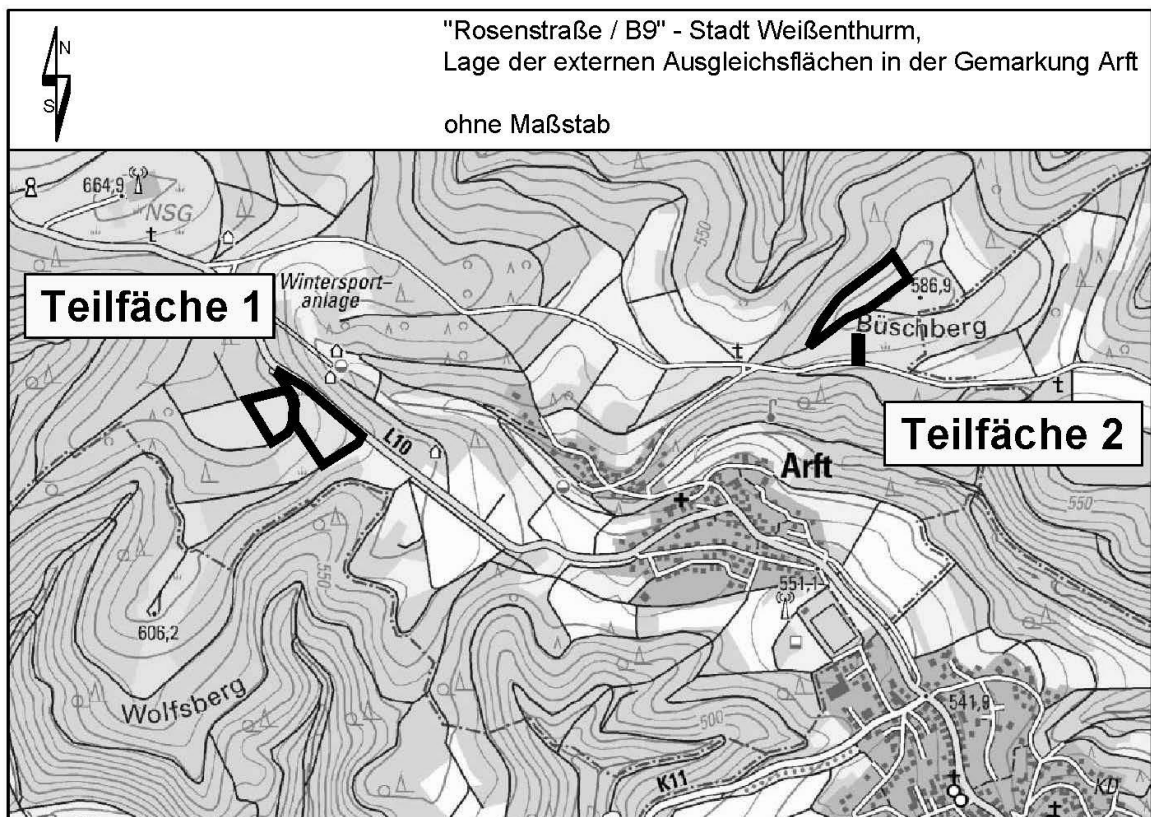 N
S
"Rosenstraße / B9" - Stadt Weißenthurm,
Lage der externen Ausgleichsflächen in der Gemarkung Arft
ohne Maßstab
664,9
NSG
Wintersport-
anlage
Teilfäche 1
550
586,9
Büschberg
Teilfäche 2
L10
Arft
550
550
551,1
606,2
Wolfsberg
500
541,9
K11
KD